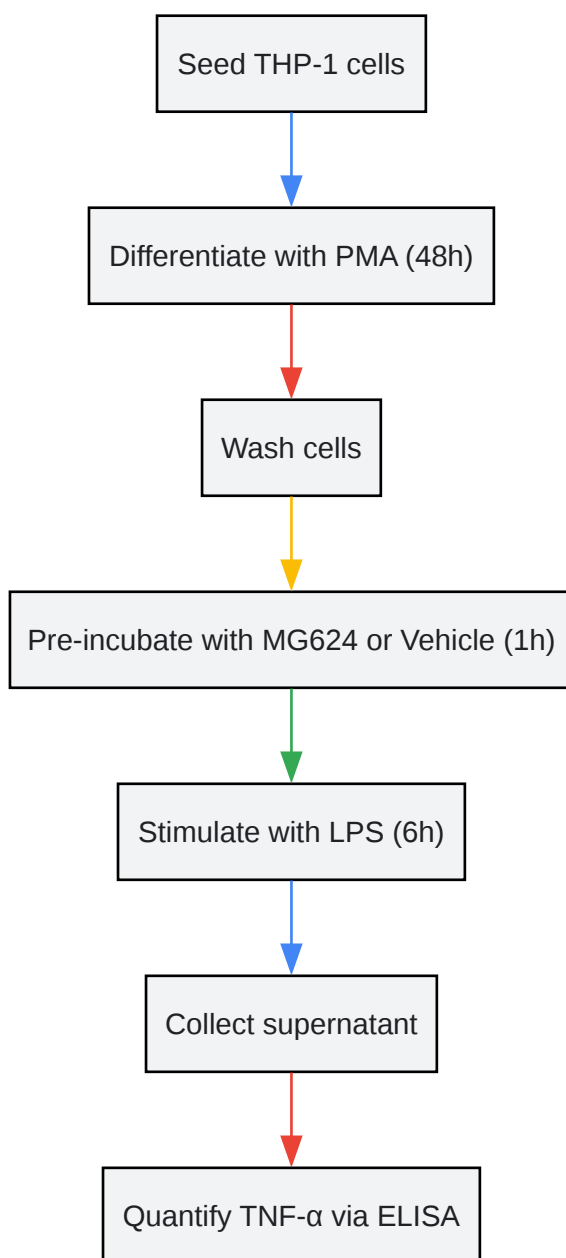 Seed THP-1 cells
Differentiate with PMA (48h)
Wash cells
Pre-incubate with MG624 or Vehicle (1h)
Stimulate with LPS (6h)
Collect supernatant
Quantify TNF-α via ELISA